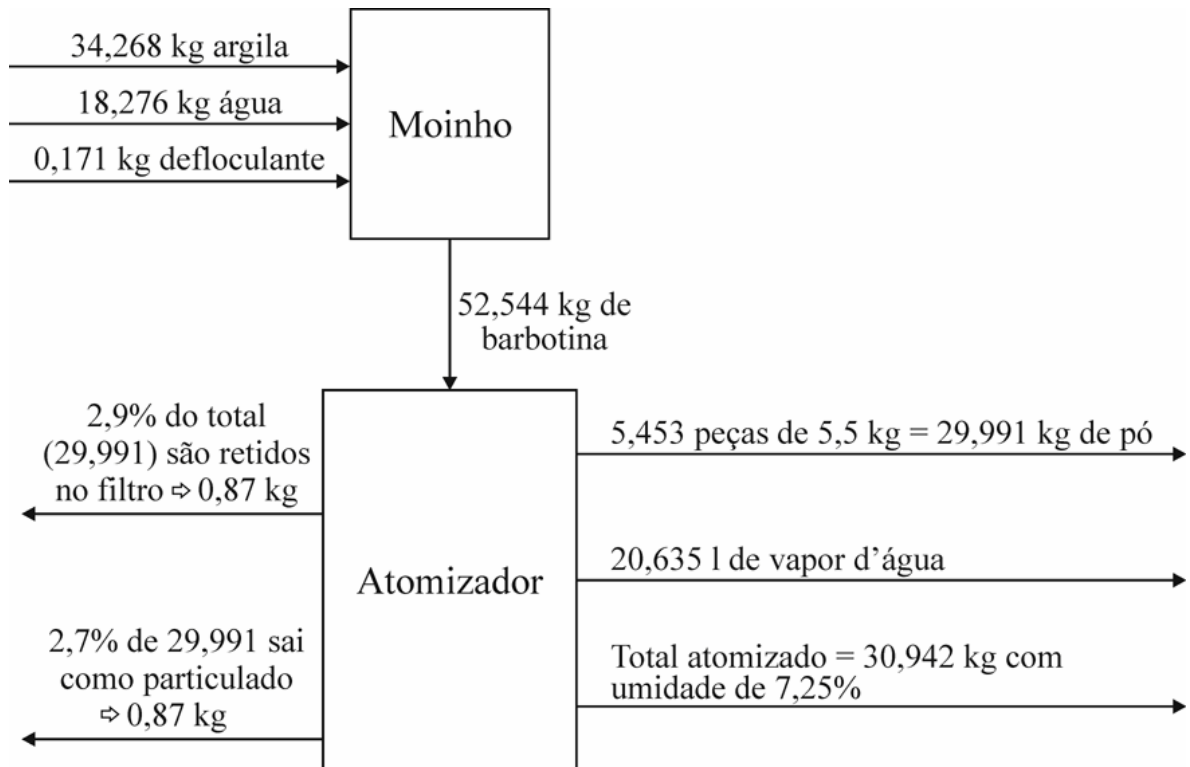 34,268 kg argila
18,276 kg água
0,171 kg defloculante
Moinho
52,544 kg de
barbotina
2,9% do total
(29,991) são retidos
no filtro ⇨ 0,87 kg
5,453 peças de 5,5 kg = 29,991 kg de pó
20,635 l de vapor d’água
Atomizador
2,7% de 29,991 sai
como particulado
⇨ 0,87 kg
Total atomizado = 30,942 kg com
umidade de 7,25%